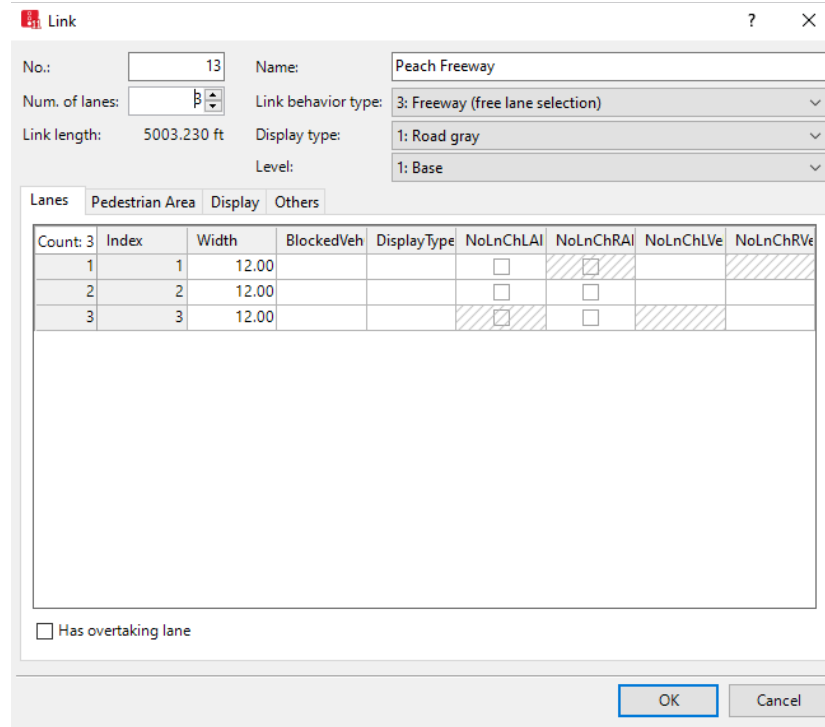 Link ? ×
No.: 13 Name: Peach Freeway
Num. of lanes: 3 Link behavior type: 3: Freeway (free lane selection)
Link length: 5003.230 ft Display type: 1: Road gray
Level: 1: Base
Lanes Pedestrian Area Display Others
Count: 3 Index Width BlockedVeh DisplayType NoLnChLAl NoLnChRAl NoLnChLVe NoLnChRVe
1 1 12.00
2 2 12.00
3 3 12.00
Has overtaking lane
OK Cancel